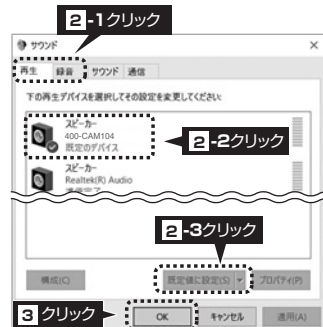 2-1クリック
サウンド
再生 録音 サウンド 通信
下の再生デバイスを選択してその設定を変更してください:
スピーカー
400-CAM104
既定のデバイス
2-2クリック
スピーカー
Realtek(R) Audio
準備完了
2-3クリック
構成(C) 既定値に設定(S) プロパティ(P)
3 クリック
OK キャンセル 適用(A)